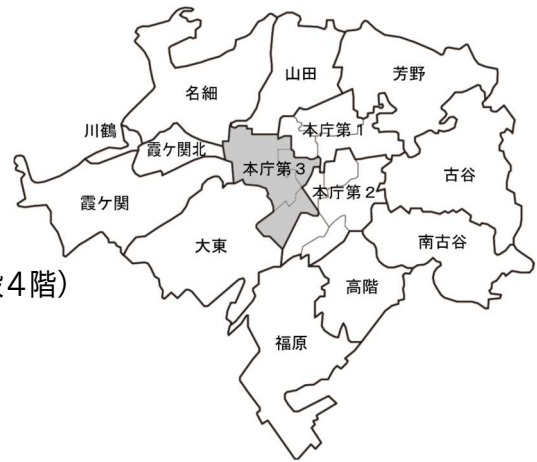 山田
芳野
名細
川鶴
本庁第1
霞ケ関北
本庁第3
古谷
本庁第2
霞ケ関
南古谷
大東
4階)
高階
福原